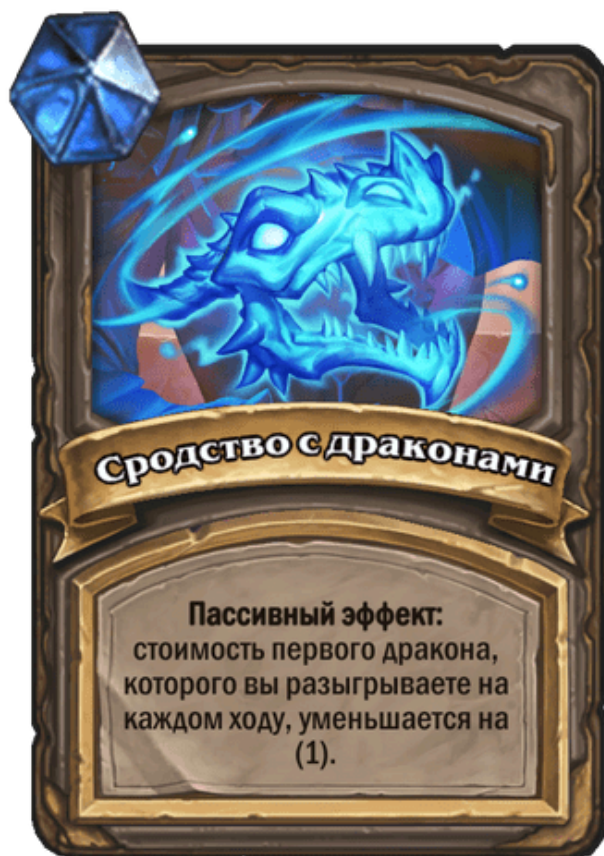 Сродство с драконами
Пассивный эффект:
стоимость первого дракона,
которого вы разыгрываете на
каждом ходу, уменьшается на
(1).